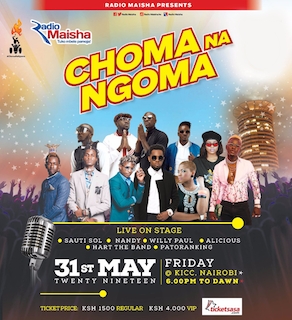 RADIO MAISHA PRESENTS
Radio
Maisha
CHOMA NA
NGOMA
LIVE ON STAGE
• SAUTI SOL • NANDY • WILLY PAUL • ALICIOUS
• HART THE BAND • PATORANKING
31ST MAY
TWENTY NINETEEN
FRIDAY
@ KICC, NAIROBI
6.00PM TO DAWN
TICKET PRICE: KSH 1500 REGULAR KSH 4,000 VIP
ticketsasa